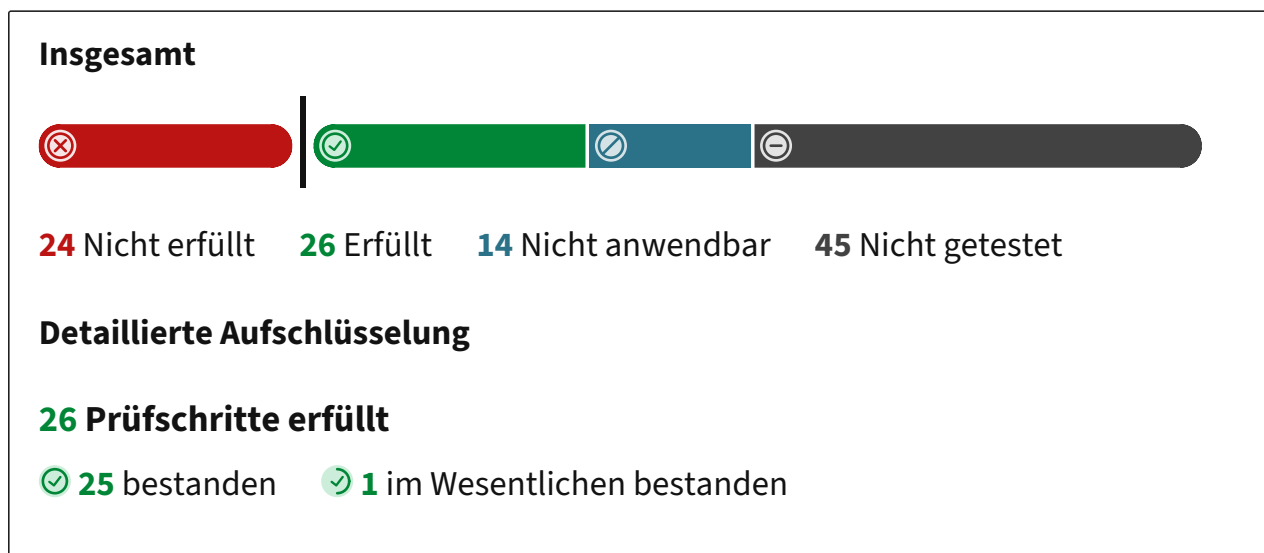 Insgesamt
24 Nicht erfüllt 26 Erfüllt 14 Nicht anwendbar 45 Nicht getestet
Detaillierte Aufschlüsselung
26 Prüfschritte erfüllt
25 bestanden 1 im Wesentlichen bestanden